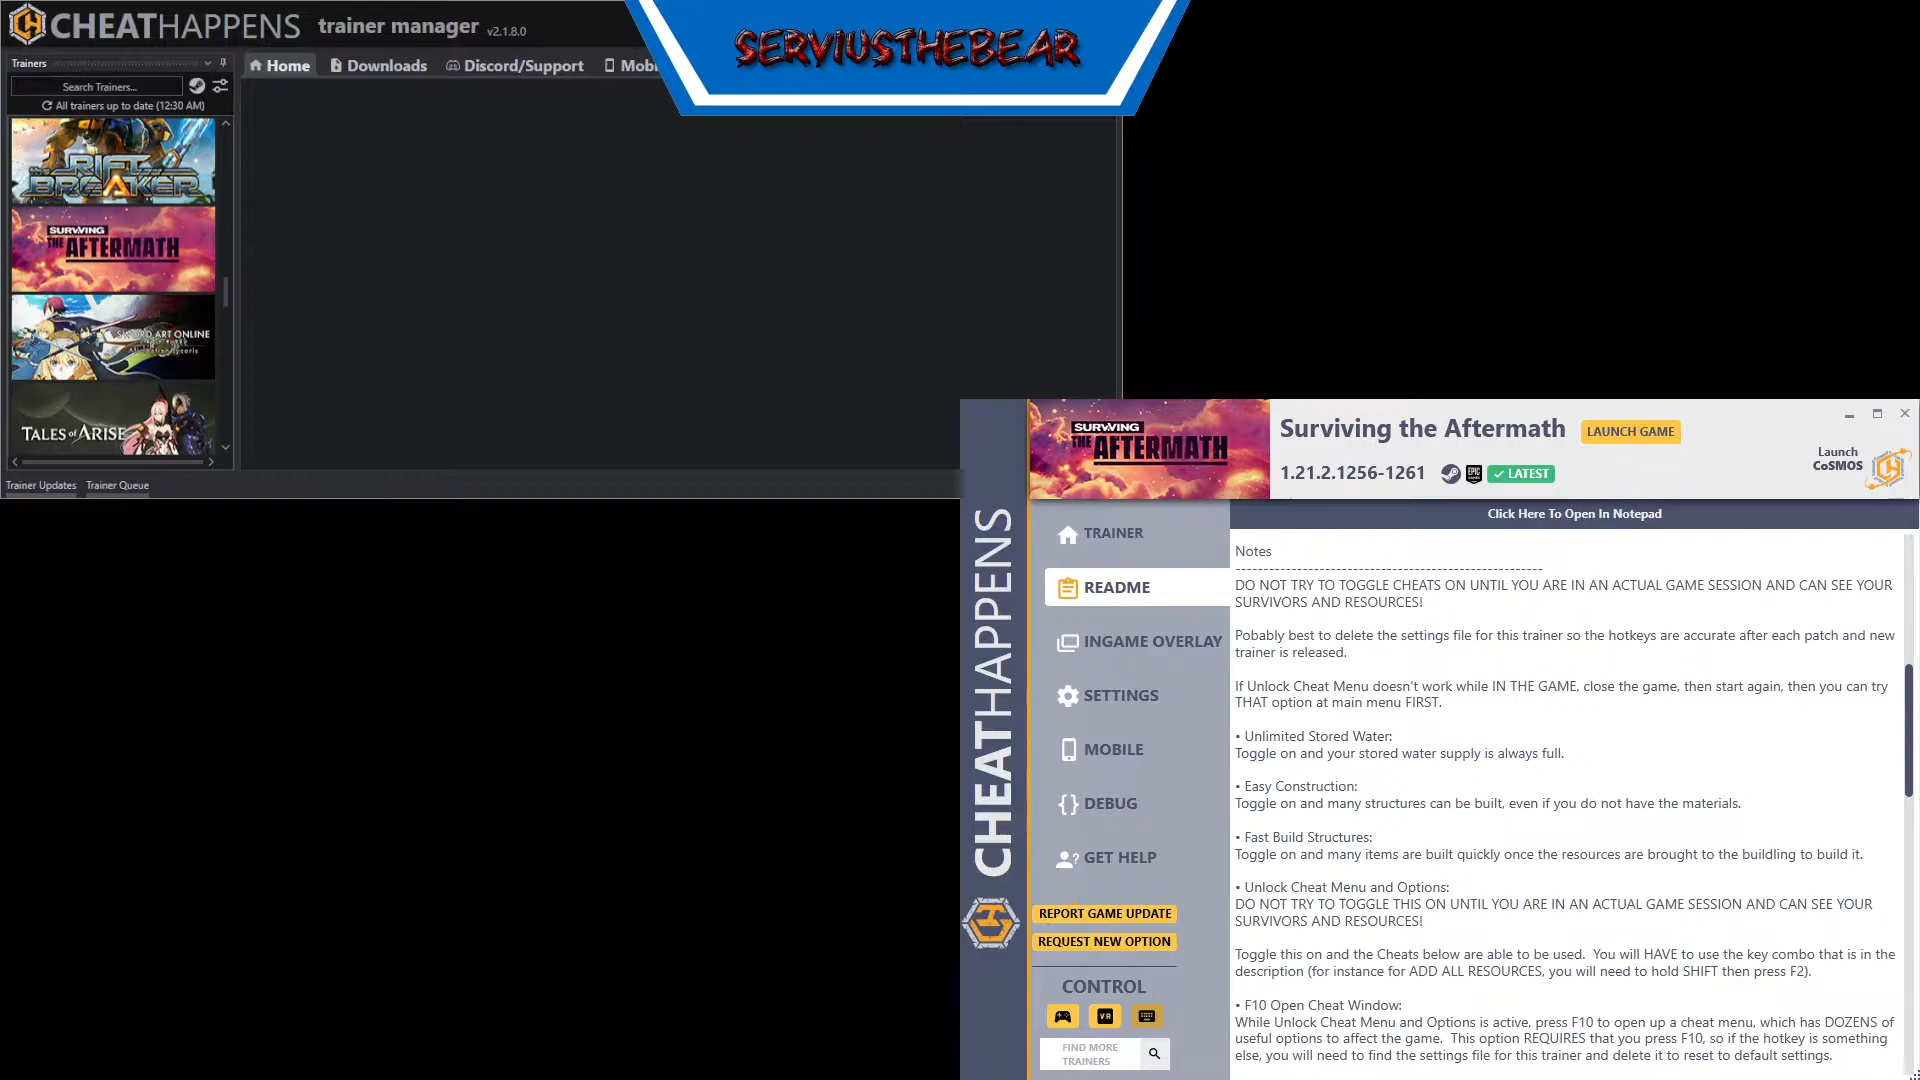 CHEATHAPPENS trainer manager v2.1.8.0
SERVIUSTHEBEAR
Trainers
Search Trainers...
All trainers up to date (12:30 AM)
Home
Downloads
Discord/Support
Mobi
RIFT
BREAKER
SURVIVING
THE AFTERMATH
SWORD ART ONLINE
TALES of ARISE
Trainer Updates
Trainer Queue
CHEATHAPPENS
SURVIVING
THE AFTERMATH
Surviving the Aftermath
LAUNCH GAME
1.21.2.1256-1261
EPIC GAMES
LATEST
Launch
CoSMOS
Click Here To Open In Notepad
TRAINER
README
INGAME OVERLAY
SETTINGS
MOBILE
DEBUG
GET HELP
REPORT GAME UPDATE
REQUEST NEW OPTION
CONTROL
VR
FIND MORE
TRAINERS
Notes
-------------------------------------------------------
DO NOT TRY TO TOGGLE CHEATS ON UNTIL YOU ARE IN AN ACTUAL GAME SESSION AND CAN SEE YOUR
SURVIVORS AND RESOURCES!
Pobably best to delete the settings file for this trainer so the hotkeys are accurate after each patch and new
trainer is released.
If Unlock Cheat Menu doesn't work while IN THE GAME, close the game, then start again, then you can try
THAT option at main menu FIRST.
• Unlimited Stored Water:
Toggle on and your stored water supply is always full.
• Easy Construction:
Toggle on and many structures can be built, even if you do not have the materials.
• Fast Build Structures:
Toggle on and many items are built quickly once the resources are brought to the buildling to build it.
• Unlock Cheat Menu and Options:
DO NOT TRY TO TOGGLE THIS ON UNTIL YOU ARE IN AN ACTUAL GAME SESSION AND CAN SEE YOUR
SURVIVORS AND RESOURCES!
Toggle this on and the Cheats below are able to be used.  You will HAVE to use the key combo that is in the
description (for instance for ADD ALL RESOURCES, you will need to hold SHIFT then press F2).
• F10 Open Cheat Window:
While Unlock Cheat Menu and Options is active, press F10 to open up a cheat menu, which has DOZENS of
useful options to affect the game.  This option REQUIRES that you press F10, so if the hotkey is something
else, you will need to find the settings file for this trainer and delete it to reset to default settings.